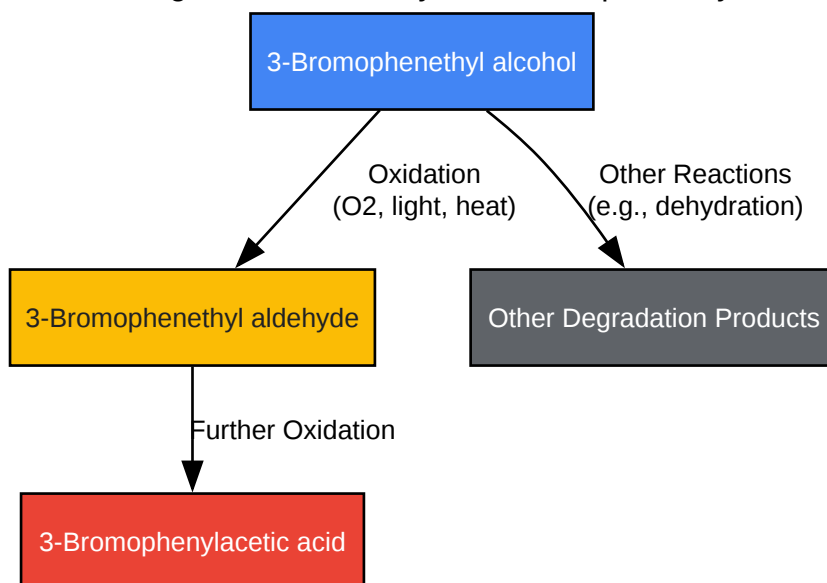 3-Bromophenethyl alcohol
Oxidation
(O2, light, heat)
Other Reactions
(e.g., dehydration)
3-Bromophenethyl aldehyde
Other Degradation Products
Further Oxidation
3-Bromophenylacetic acid